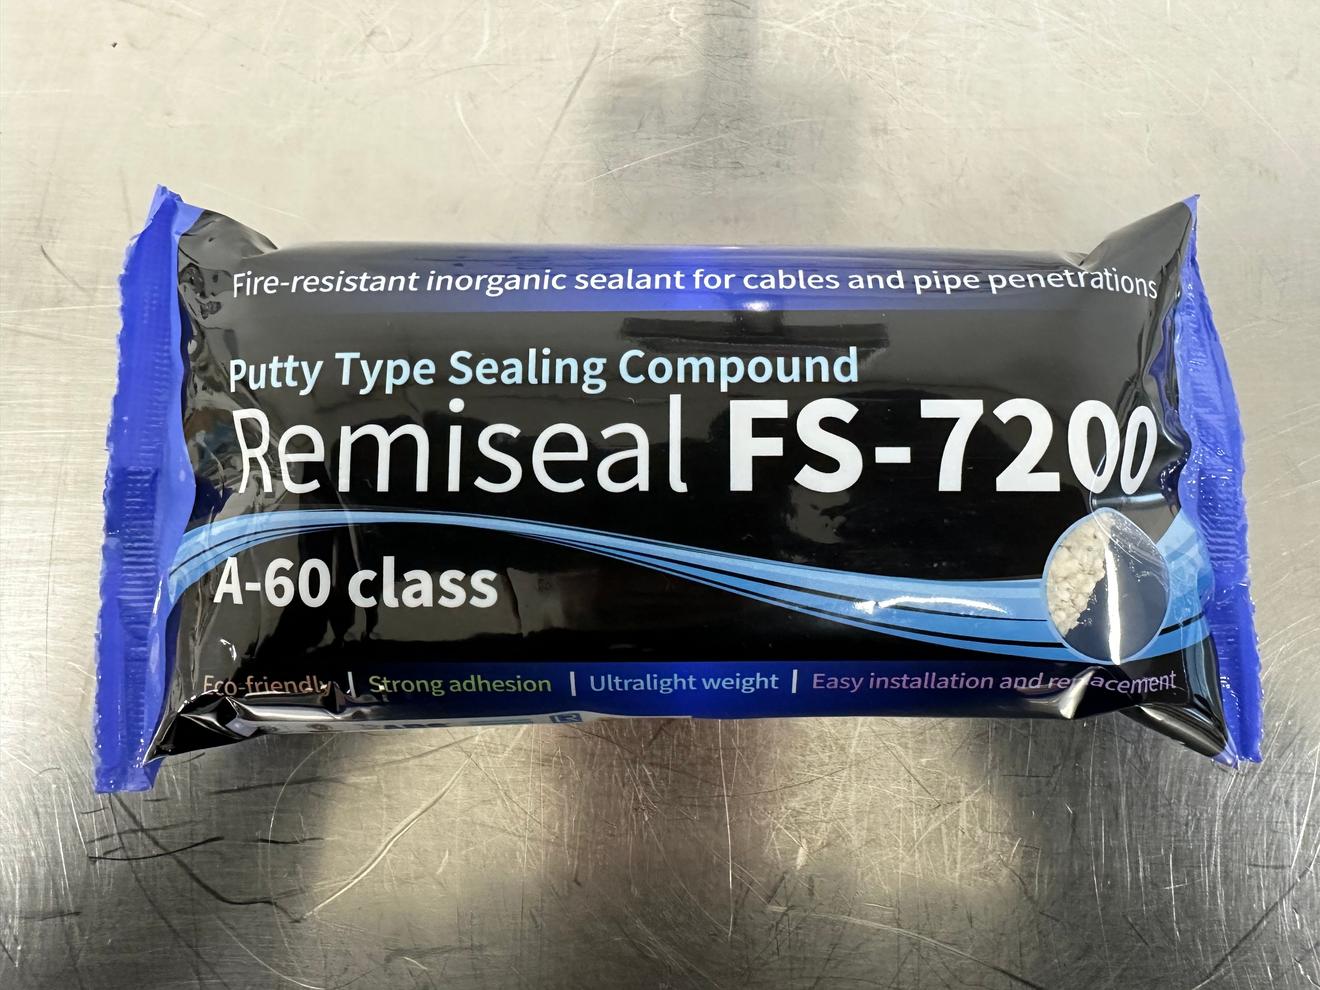 Fire-resistant inorganic sealant for cables and pipe penetrations
Putty Type Sealing Compound
Remiseal FS-7200
A-60 class
Eco-friendly | Strong adhesion | Ultralight weight | Easy installation and replacement